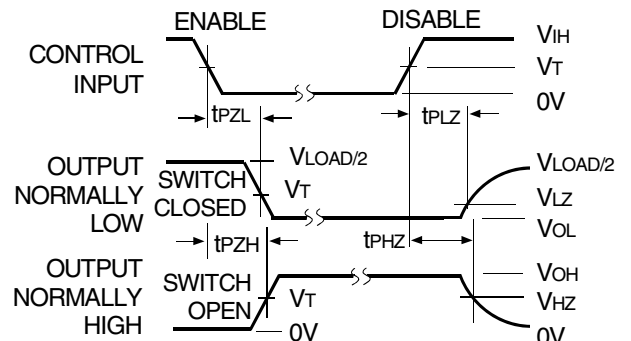 ENABLE
DISABLE
CONTROL
INPUT
VIH
VT
0V
tPZL
tPLZ
OUTPUT
NORMALLY
LOW
SWITCH
CLOSED
VLOAD/2
VT
VLOAD/2
VLZ
VOL
tPZH
tPHZ
OUTPUT
NORMALLY
HIGH
SWITCH
OPEN
VT
0V
VOH
VHZ
0V